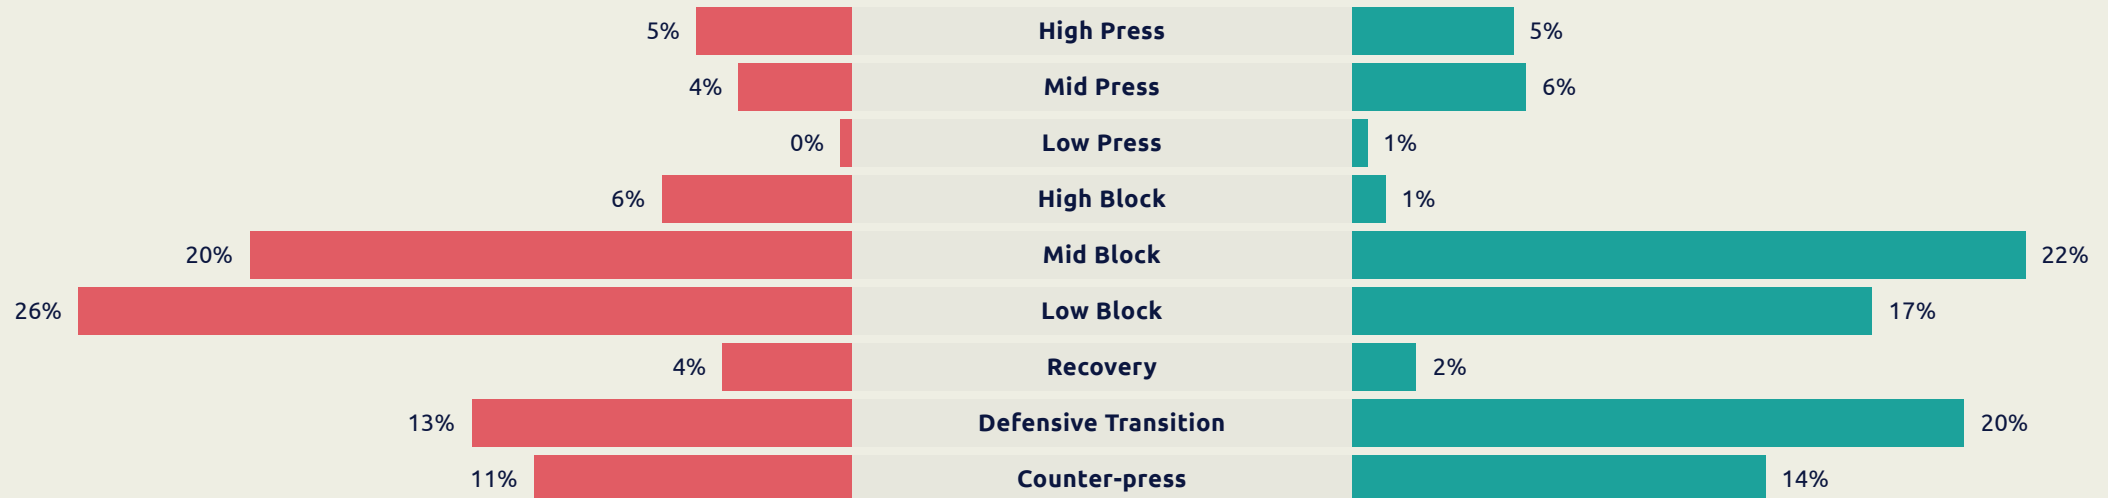 5% High Press 5%
4% Mid Press 6%
0% Low Press 1%
6% High Block 1%
20% Mid Block 22%
26% Low Block 17%
4% Recovery 2%
13% Defensive Transition 20%
11% Counter-press 14%